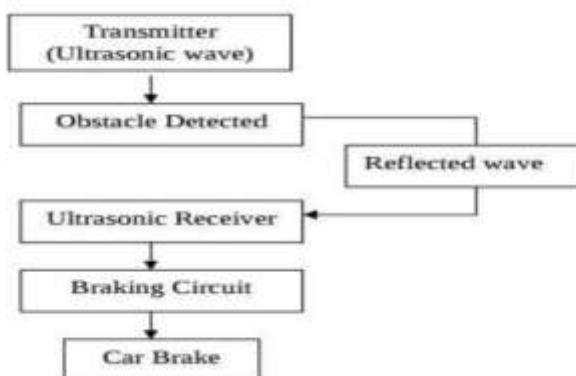 Transmitter
(Ultrasonic wave)
Obstacle Detected
Reflected wave
Ultrasonic Receiver
Braking Circuit
Car Brake